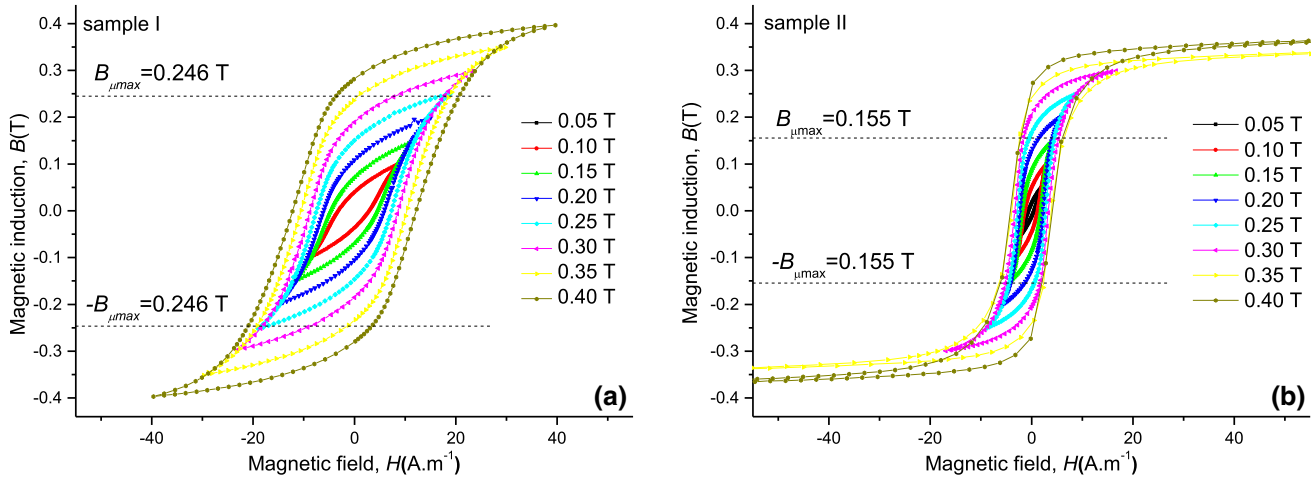 sample I
B_μmax=0.246 T
-B_μmax=0.246 T
0.05 T
0.10 T
0.15 T
0.20 T
0.25 T
0.30 T
0.35 T
0.40 T
(a)
0.4
0.3
0.2
0.1
0.0
-0.1
-0.2
-0.3
-0.4
Magnetic induction, B(T)
-40
-20
0
20
40
Magnetic field, H(A.m⁻¹)
sample II
B_μmax=0.155 T
-B_μmax=0.155 T
0.05 T
0.10 T
0.15 T
0.20 T
0.25 T
0.30 T
0.35 T
0.40 T
(b)
0.4
0.3
0.2
0.1
0.0
-0.1
-0.2
-0.3
-0.4
Magnetic induction, B(T)
-40
-20
0
20
40
Magnetic field, H(A.m⁻¹)